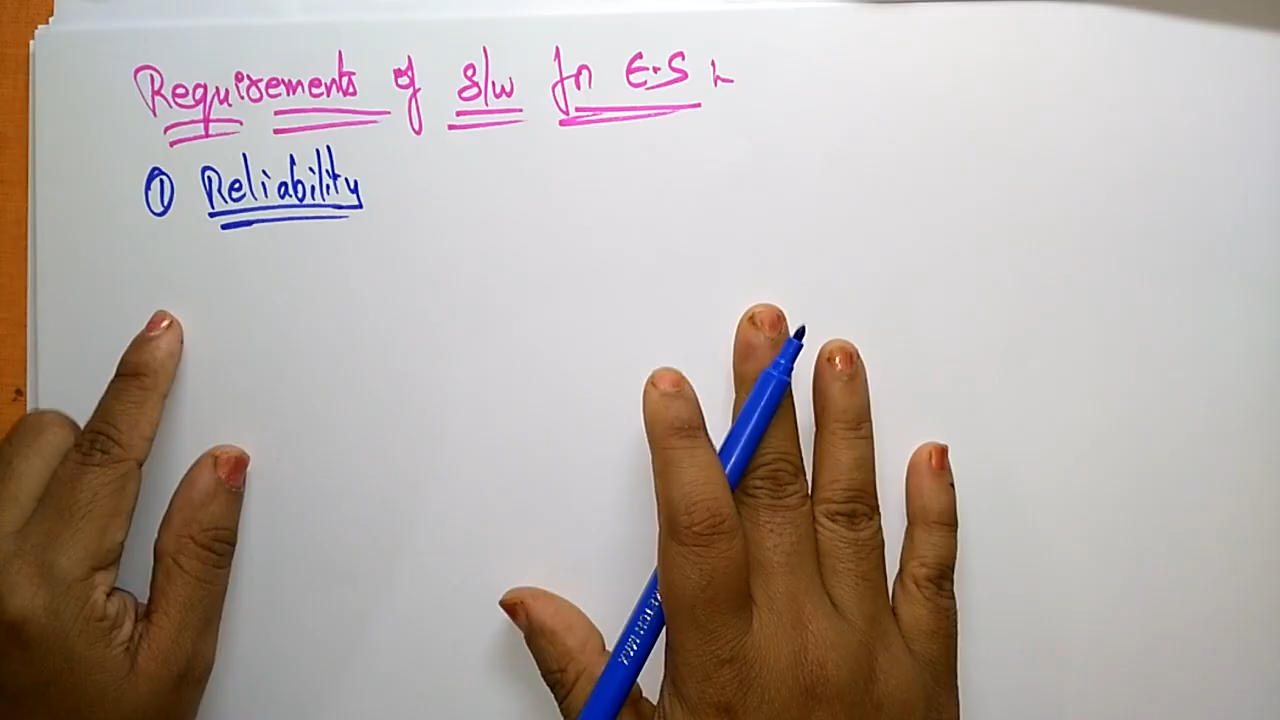 Requirements of S/W for E.S :-
① Reliability